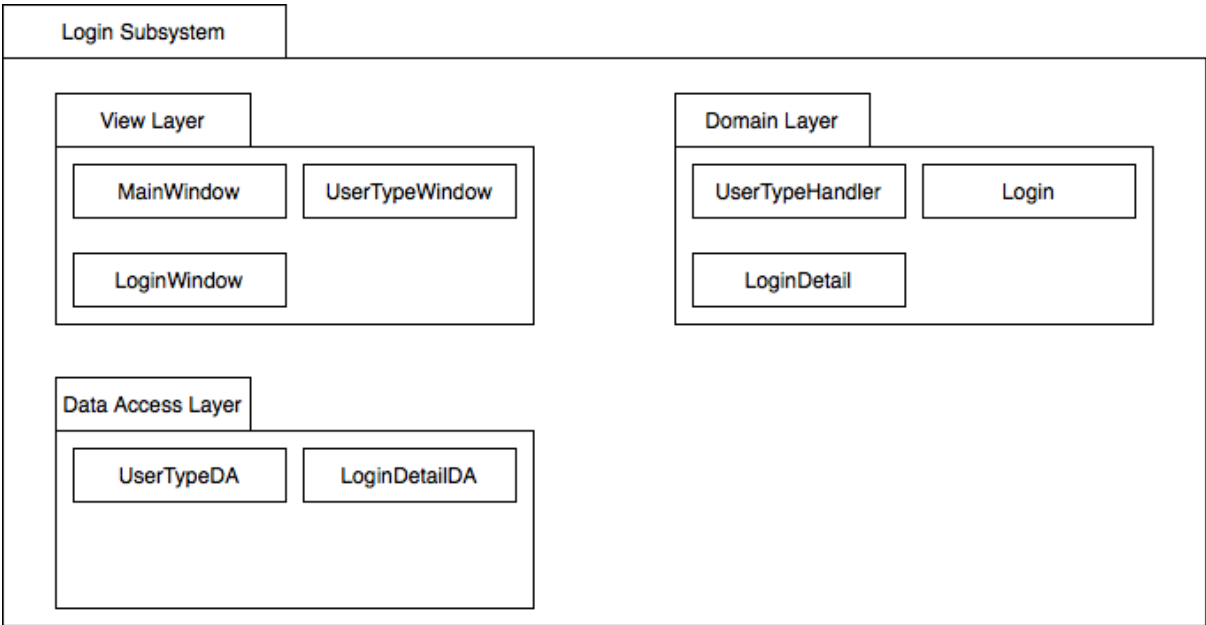 Login Subsystem
View Layer
MainWindow
UserTypeWindow
LoginWindow
Domain Layer
UserTypeHandler
Login
LoginDetail
Data Access Layer
UserTypeDA
LoginDetailDA